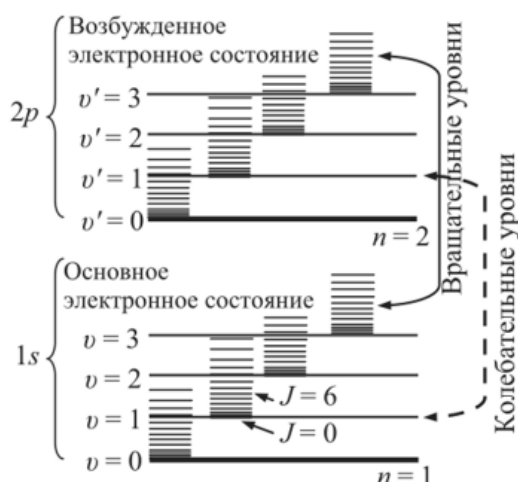 Возбужденное
электронное состояние
2p
υ′ = 3
υ′ = 2
υ′ = 1
υ′ = 0
n = 2
Основное
электронное состояние
1s
υ = 3
υ = 2
J = 6
υ = 1
J = 0
υ = 0
n = 1
Вращательные уровни
Колебательные уровни